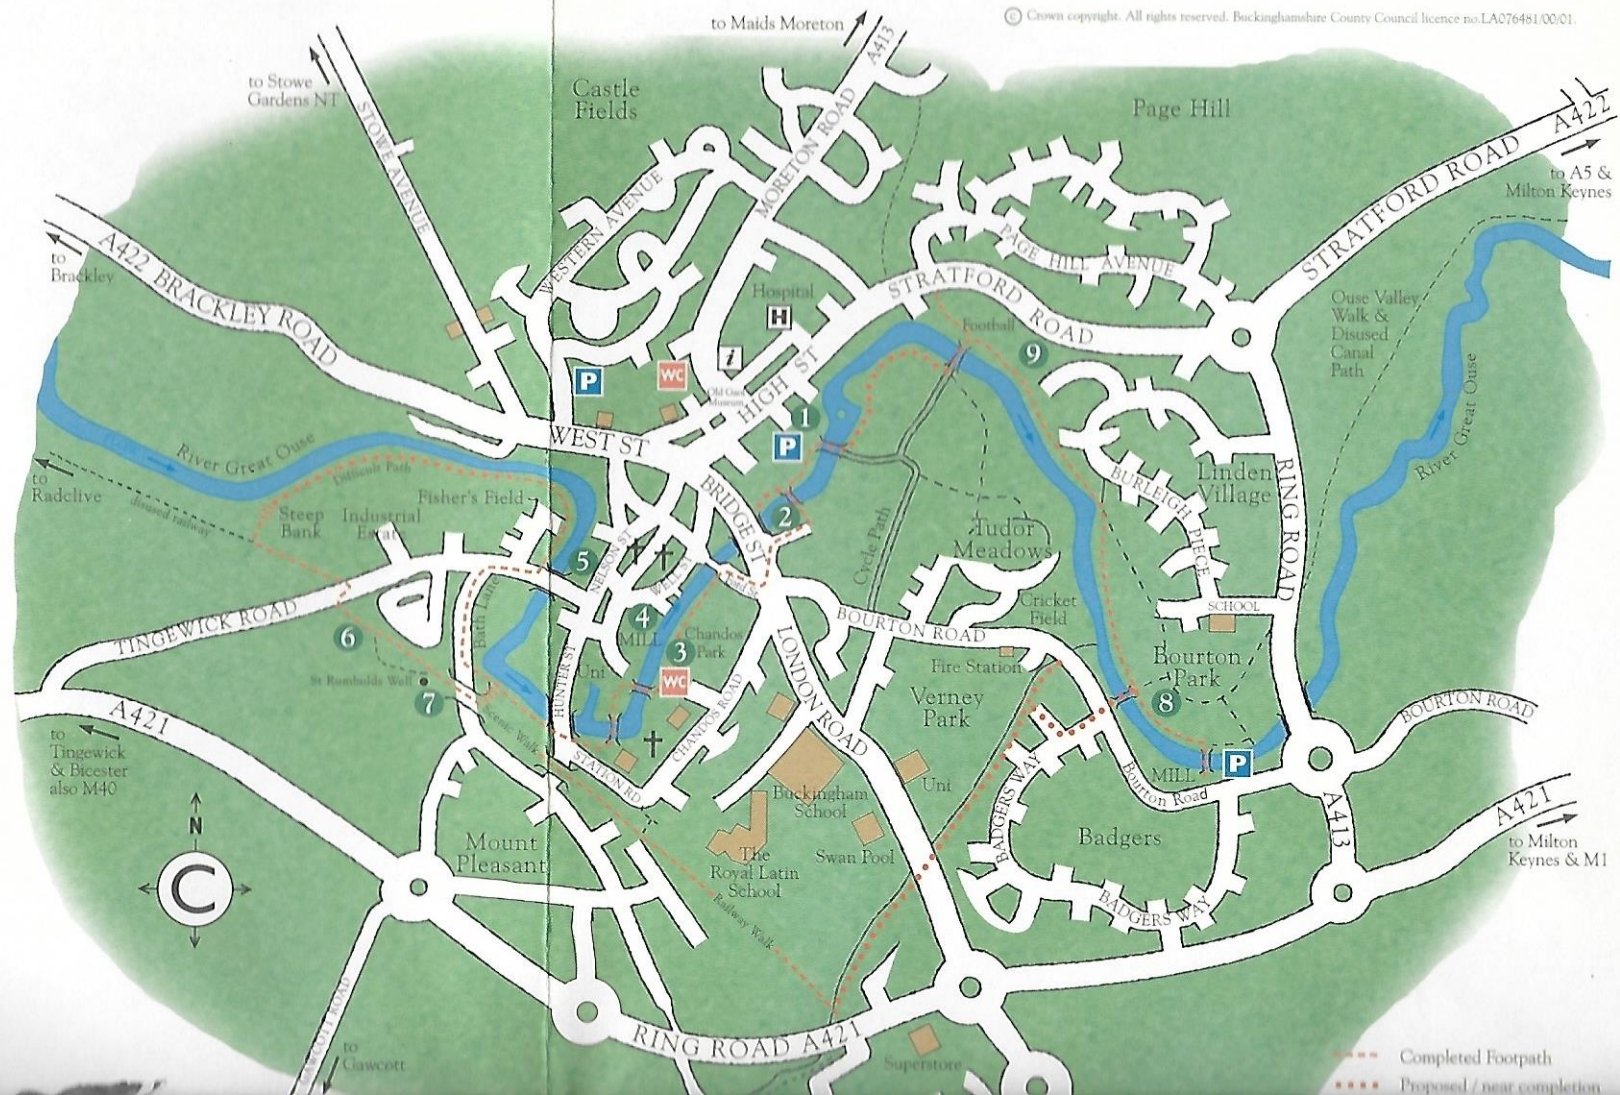 © Crown copyright. All rights reserved. Buckinghamshire County Council licence no.LA076481/00/01.
to Maids Moreton
A413
to Stowe
Gardens NT
Castle
Fields
Page Hill
A422
STOWE AVENUE
MORETON ROAD
STRATFORD ROAD
to A5 &
Milton Keynes
WESTERN AVENUE
PAGE HILL AVENUE
to
Brackley
A422 BRACKLEY ROAD
Hospital
H
STRATFORD ROAD
Football
9
Ouse Valley
Walk &
Disused
Canal
Path
i
P
WC
Old Gaol
Museum
HIGH ST
1
P
WEST ST
River Great Ouse
River Great Ouse
to
Radclive
disused railway
Difficult Path
Fisher's Field
Steep
Bank
Industrial
Estate
BRIDGE ST
2
BURLEIGH PIECE
Linden
Village
RING ROAD
Tudor
Meadows
Cycle Path
5
NELSON ST
WELL ST
Ford St
Bath Lane
4
MILL
3
Chandos
Park
WC
BOURTON ROAD
Cricket
Field
SCHOOL
TINGEWICK ROAD
6
St Rumbolds Well
7
Scenic Walk
HUNTER ST
Uni
LONDON ROAD
CHANDOS ROAD
Fire Station
Verney
Park
Bourton
Park
8
BOURTON ROAD
A421
to
Tingewick
& Bicester
also M40
STATION RD
Buckingham
School
Uni
BADGERS WAY
MILL
P
Bourton Road
A413
A421
to Milton
Keynes & M1
N
C
Mount
Pleasant
The
Royal Latin
School
Swan Pool
Badgers
BADGERS WAY
Railway Walk
GAWCOTT ROAD
to
Gawcott
RING ROAD A421
Superstore
Completed Footpath
Proposed / near completion